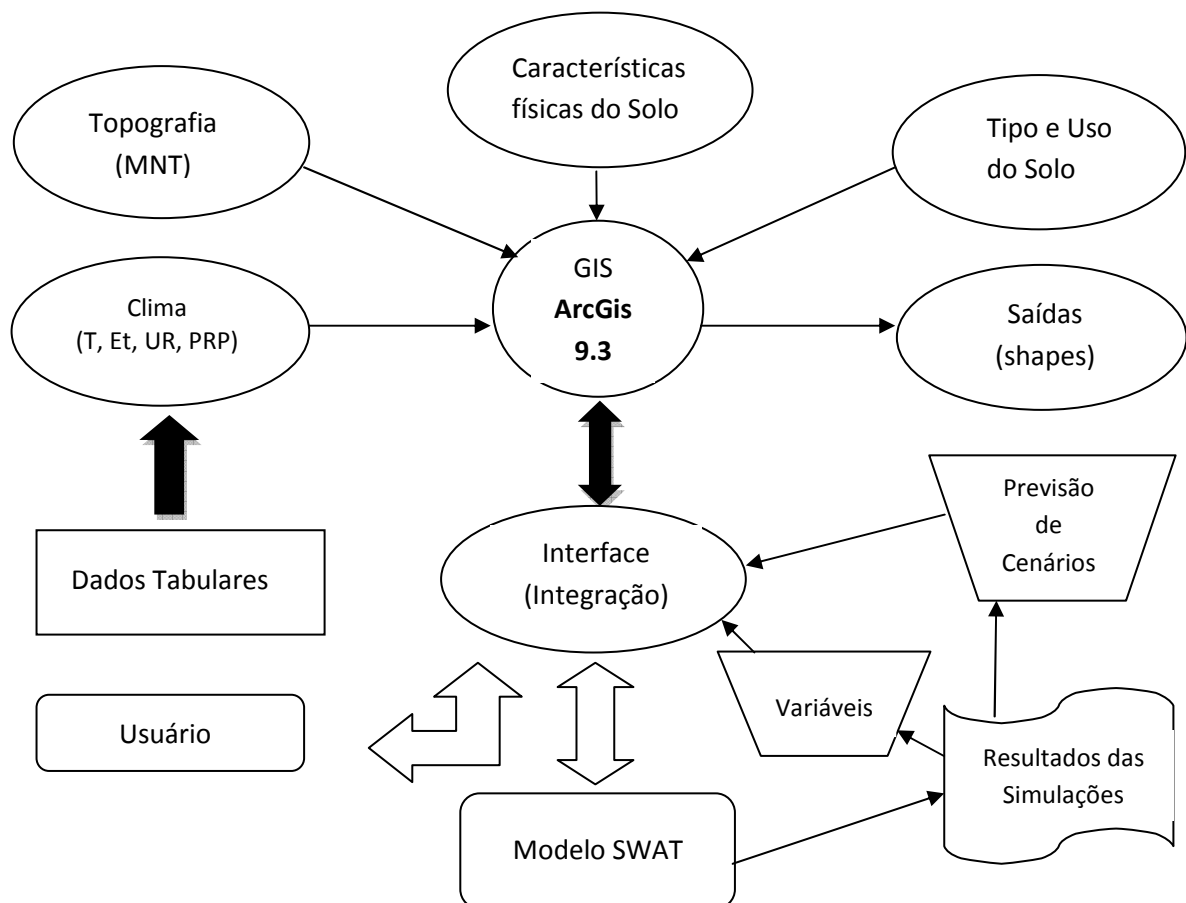 Característísticas
físicas do Solo
Topografia
(MNT)
Tipo e Uso
do Solo
GIS
ArcGis
9.3
Clima
(T, Et, UR, PRP)
Saídas
(shapes)
Previsão
de
Cenários
Interface
(Integração)
Dados Tabulares
Variáveis
Usuário
Resultados das
Simulações
Modelo SWAT